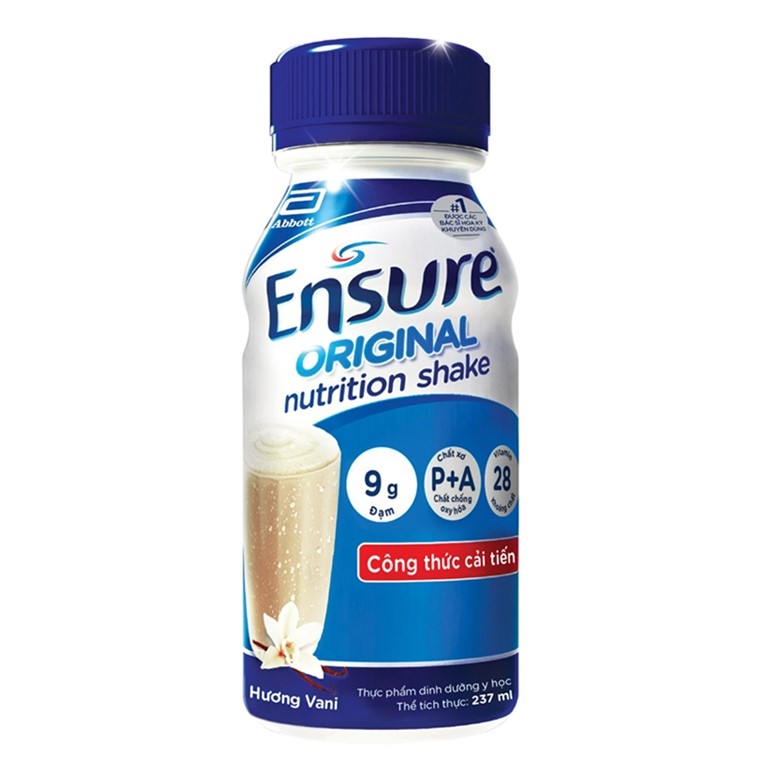 Abbott
#1
ĐƯỢC CÁC
BÁC SĨ HOA KỲ
KHUYÊN DÙNG
Ensure®
ORIGINAL
nutrition shake
9 g
Đạm
Chất xơ
P+A
Chất chống
oxy hóa
Vitamin
28
khoáng chất
Công thức cải tiến
Hương Vani
Thực phẩm dinh dưỡng y học
Thể tích thực: 237 ml